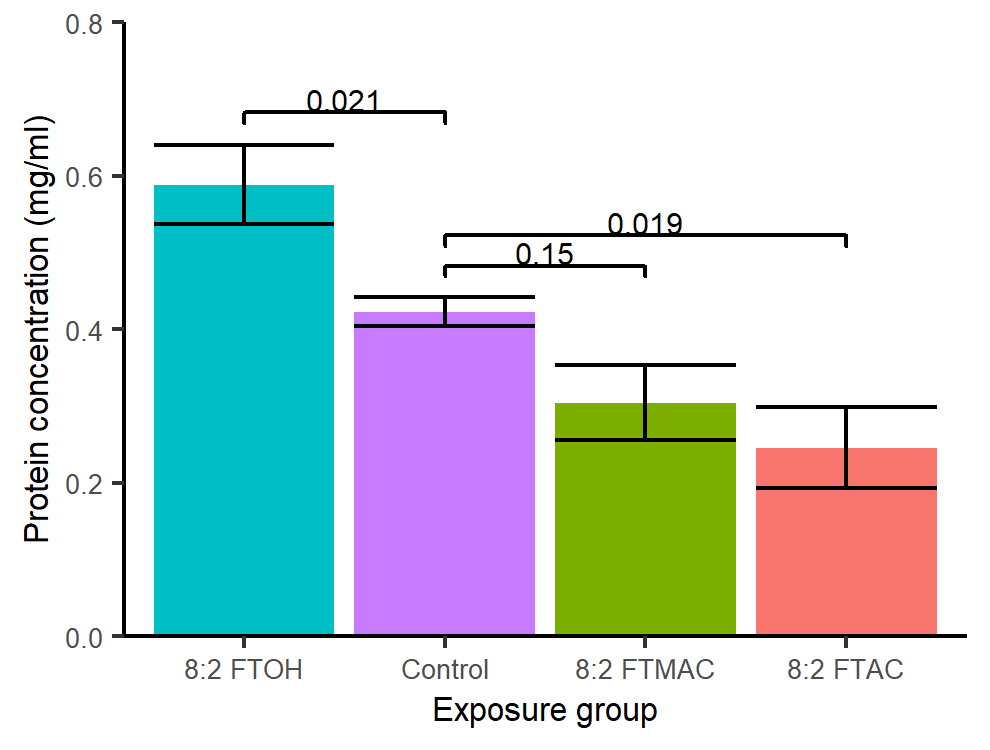 0.8
0.6
0.4
0.2
0.0
Protein concentration (mg/ml)
0.021
0.019
0.15
8:2 FTOH
Control
8:2 FTMAC
8:2 FTAC
Exposure group